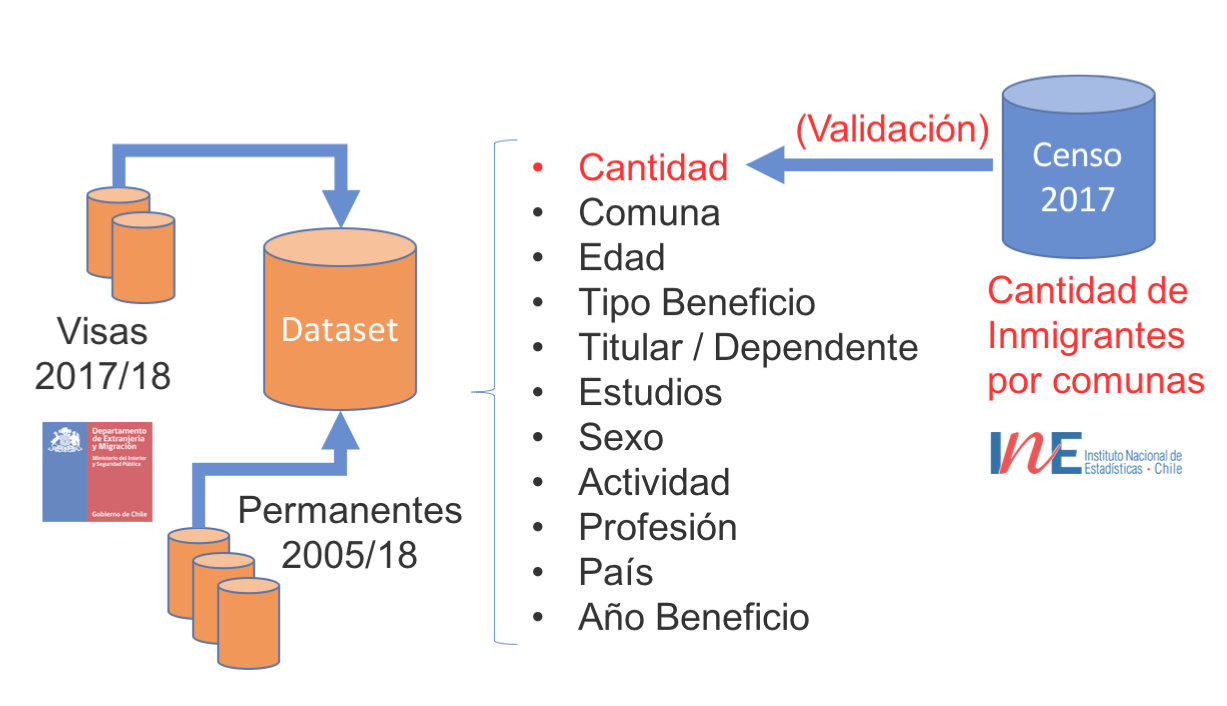 Visas
2017/18
Departamento
de Extranjería
y Migración
Ministerio del Interior
y Seguridad Pública
Gobierno de Chile
Dataset
Permanentes
2005/18
• Cantidad
• Comuna
• Edad
• Tipo Beneficio
• Titular / Dependente
• Estudios
• Sexo
• Actividad
• Profesión
• País
• Año Beneficio
(Validación)
Censo
2017
Cantidad de
Inmigrantes
por comunas
INE
Instituto Nacional de
Estadísticas • Chile